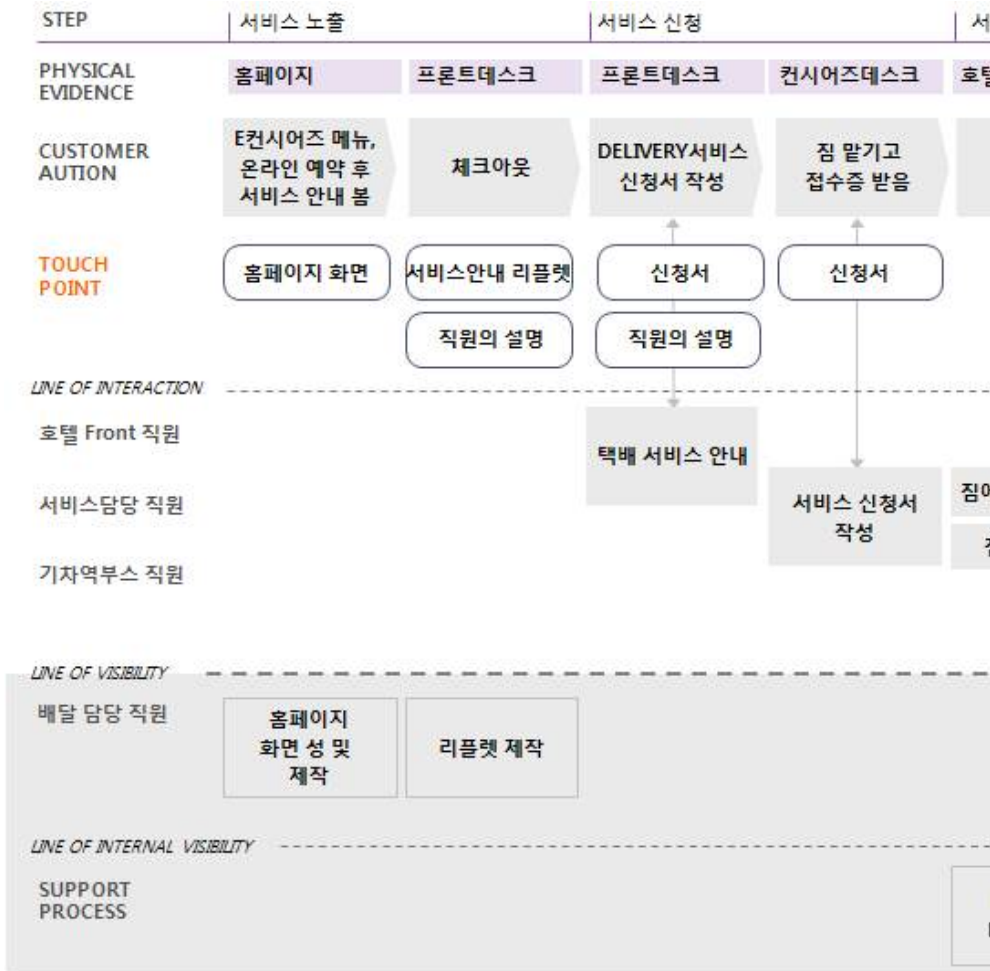 STEP
서비스 노출
서비스 신청
서
PHYSICAL
EVIDENCE
홈페이지
프론트데스크
프론트데스크
컨시어즈데스크
호텔
CUSTOMER
AUTION
E컨시어즈 메뉴,
온라인 예약 후
서비스 안내 봄
체크아웃
DELIVERY서비스
신청서 작성
짐 맡기고
접수증 받음
TOUCH
POINT
홈페이지 화면
서비스안내 리플렛
신청서
신청서
직원의 설명
직원의 설명
LINE OF INTERACTION
호텔 Front 직원
택배 서비스 안내
서비스담당 직원
서비스 신청서
작성
기차역부스 직원
LINE OF VISIBILITY
배달 담당 직원
홈페이지
화면 성 및
제작
리플렛 제작
LINE OF INTERNAL VISIBILITY
SUPPORT
PROCESS